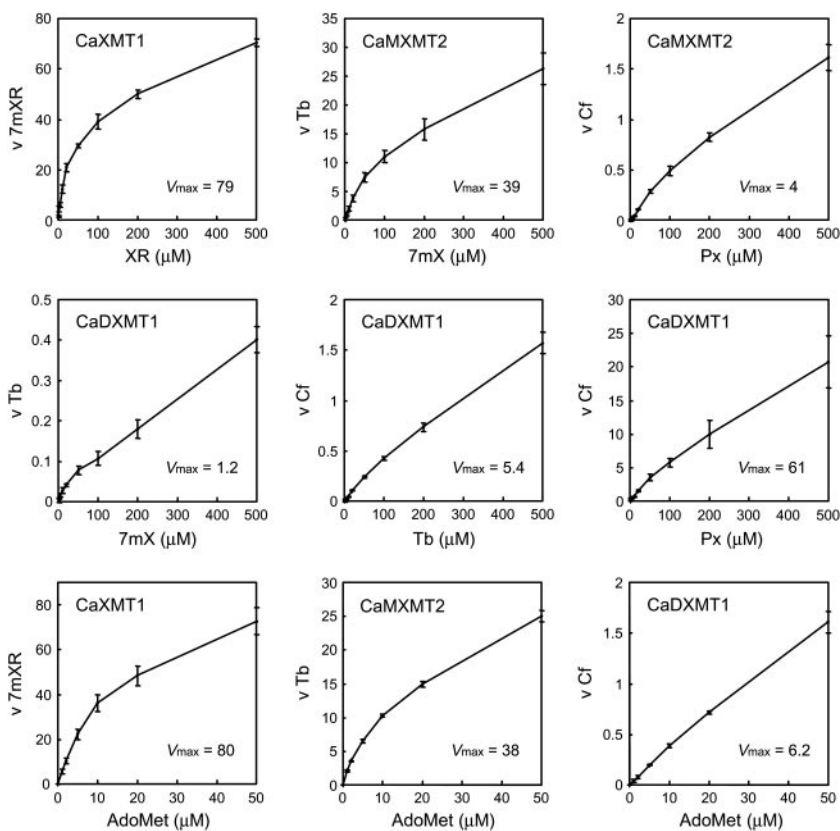 CaXMT1
80
60
40
20
0
v 7mXR
Vmax = 79
0 100 200 300 400 500
XR (μM)
CaMXMT2
35
30
25
20
15
10
5
0
v Tb
Vmax = 39
0 100 200 300 400 500
7mX (μM)
CaMXMT2
2
1.5
1
0.5
0
v Cf
Vmax = 4
0 100 200 300 400 500
Px (μM)
CaDXMT1
0.5
0.4
0.3
0.2
0.1
0
v Tb
Vmax = 1.2
0 100 200 300 400 500
7mX (μM)
CaDXMT1
2
1.5
1
0.5
0
v Cf
Vmax = 5.4
0 100 200 300 400 500
Tb (μM)
CaDXMT1
30
25
20
15
10
5
0
v Cf
Vmax = 61
0 100 200 300 400 500
Px (μM)
CaXMT1
80
60
40
20
0
v 7mXR
Vmax = 80
0 10 20 30 40 50
AdoMet (μM)
CaMXMT2
30
25
20
15
10
5
0
v Tb
Vmax = 38
0 10 20 30 40 50
AdoMet (μM)
CaDXMT1
2
1.5
1
0.5
0
v Cf
Vmax = 6.2
0 10 20 30 40 50
AdoMet (μM)